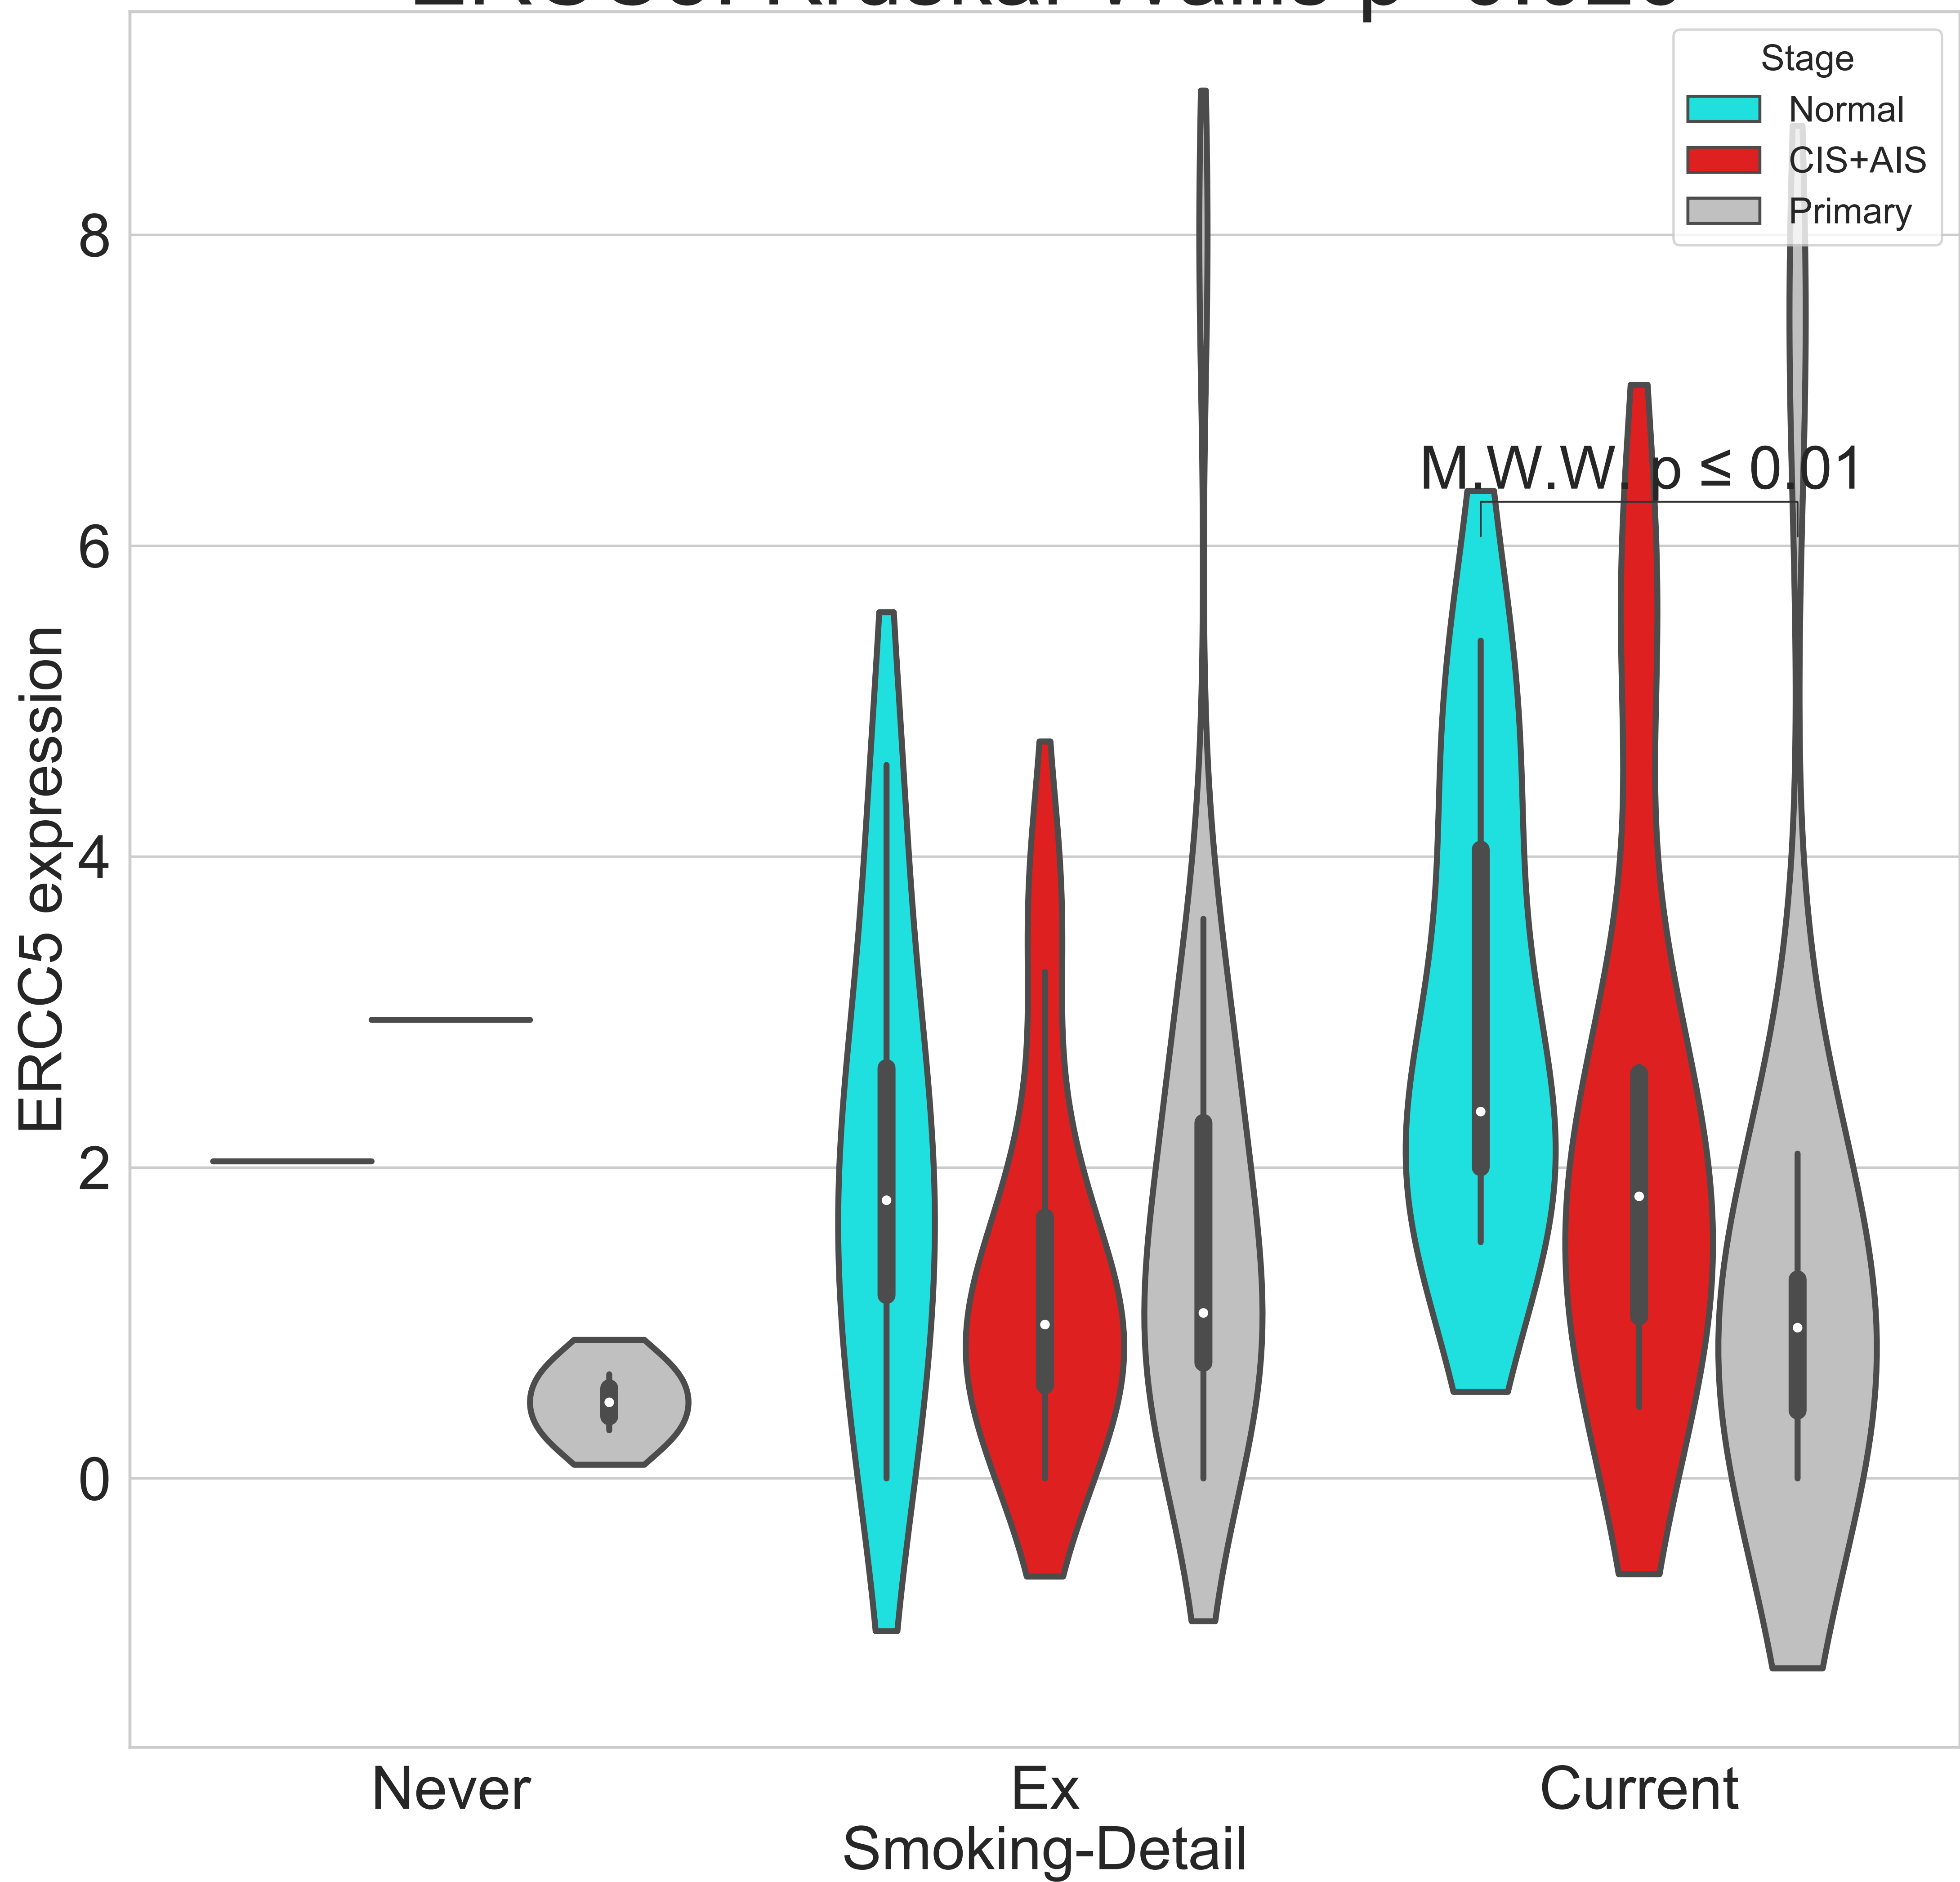 Stage
Normal
CIS+AIS
Primary
M.W.W. p ≤ 0.01
ERCC5 expression
8
6
4
2
0
Never
Ex
Current
Smoking-Detail